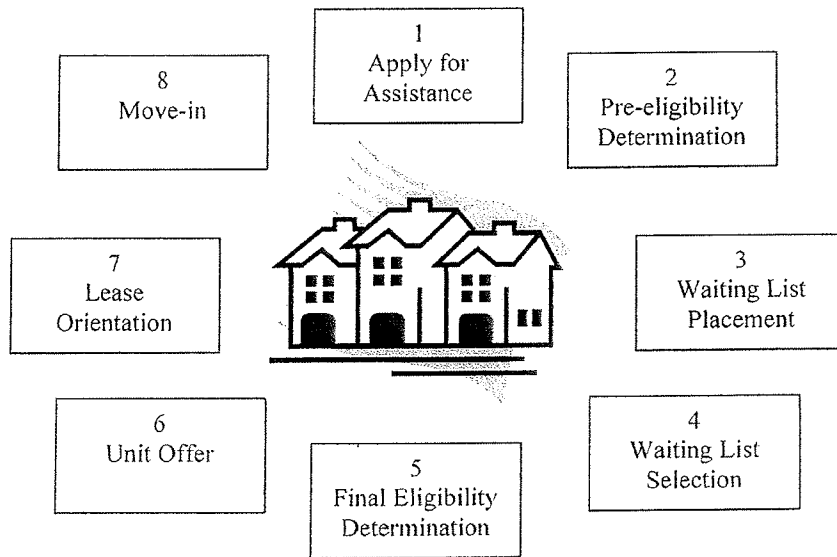 1
Apply for
Assistance
2
Pre-eligibility
Determination
3
Waiting List
Placement
4
Waiting List
Selection
5
Final Eligibility
Determination
6
Unit Offer
7
Lease
Orientation
8
Move-in